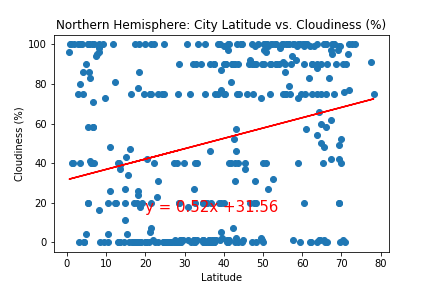 Northern Hemisphere: City Latitude vs. Cloudiness (%)
Cloudiness (%)
100
80
60
40
20
0
y = 0.52x +31.56
0 10 20 30 40 50 60 70 80
Latitude